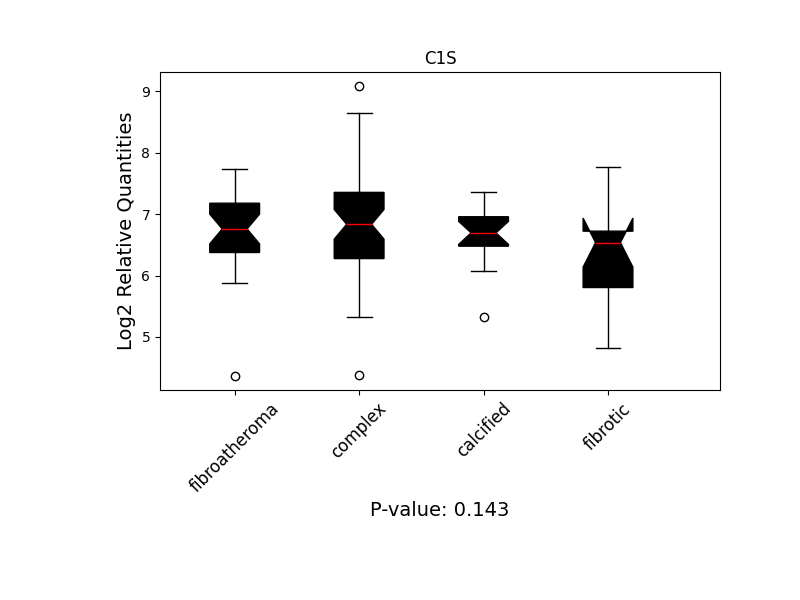 C1S
Log2 Relative Quantities
9
8
7
6
5
fibroatheroma
complex
calcified
fibrotic
P-value: 0.143